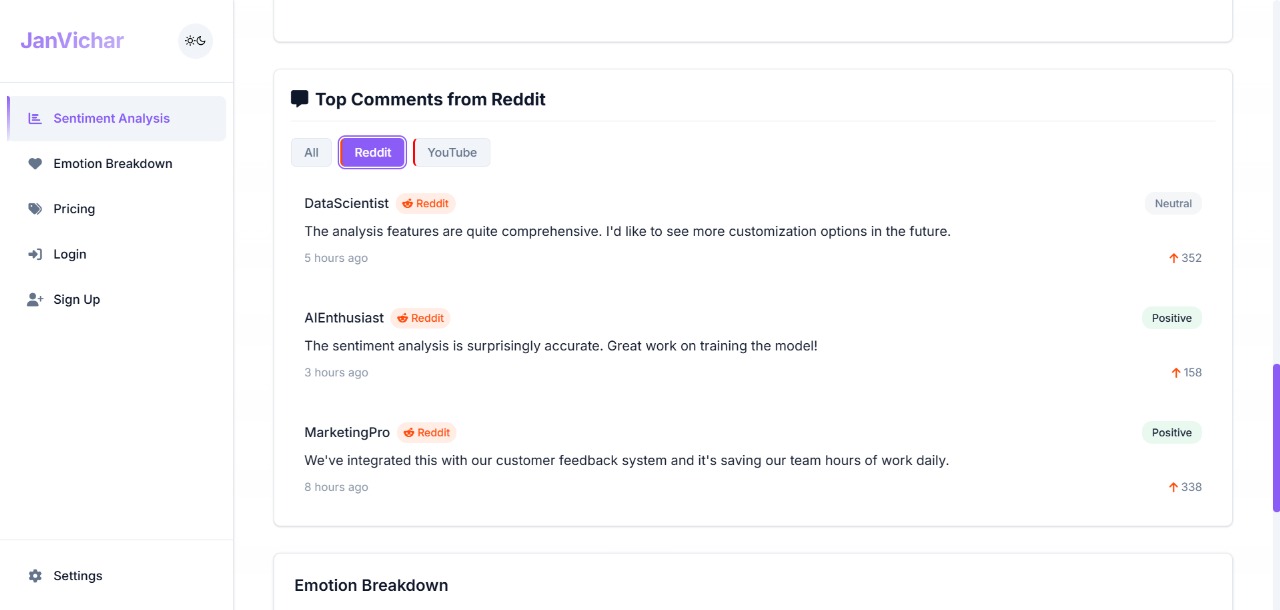 JanVichar
Sentiment Analysis
Emotion Breakdown
Pricing
Login
Sign Up
Settings
Top Comments from Reddit
All
Reddit
YouTube
DataScientist Reddit Neutral
The analysis features are quite comprehensive. I'd like to see more customization options in the future.
5 hours ago 352
AIEnthusiast Reddit Positive
The sentiment analysis is surprisingly accurate. Great work on training the model!
3 hours ago 158
MarketingPro Reddit Positive
We've integrated this with our customer feedback system and it's saving our team hours of work daily.
8 hours ago 338
Emotion Breakdown